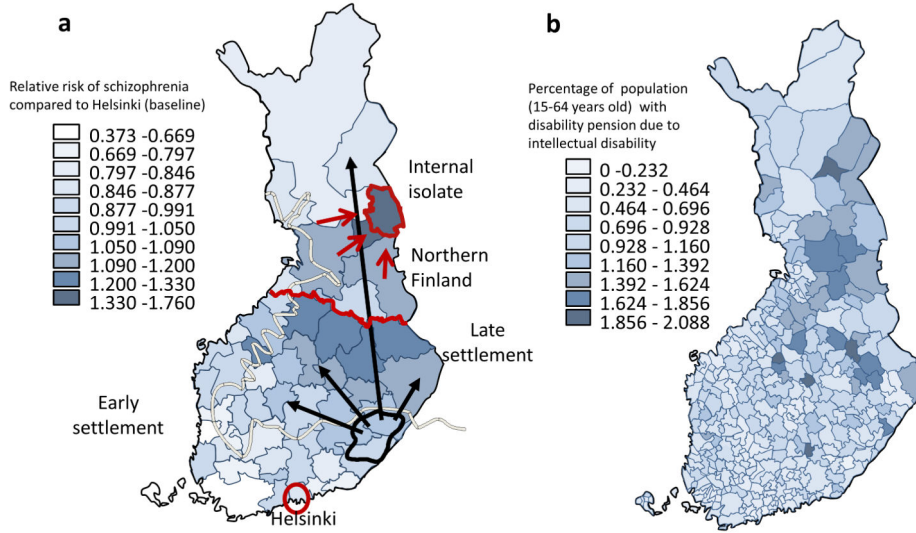 a
Relative risk of schizophrenia
compared to Helsinki (baseline)
0.373 -0.669
0.669 -0.797
0.797 -0.846
0.846 -0.877
0.877 -0.991
0.991 -1.050
1.050 -1.090
1.090 -1.200
1.200 -1.330
1.330 -1.760
Internal
isolate
Northern
Finland
Late
settlement
Early
settlement
Helsinki
b
Percentage of population
(15-64 years old) with
disability pension due to
intellectual disability
0 -0.232
0.232 - 0.464
0.464 - 0.696
0.696 - 0.928
0.928 - 1.160
1.160 - 1.392
1.392 - 1.624
1.624 - 1.856
1.856 - 2.088